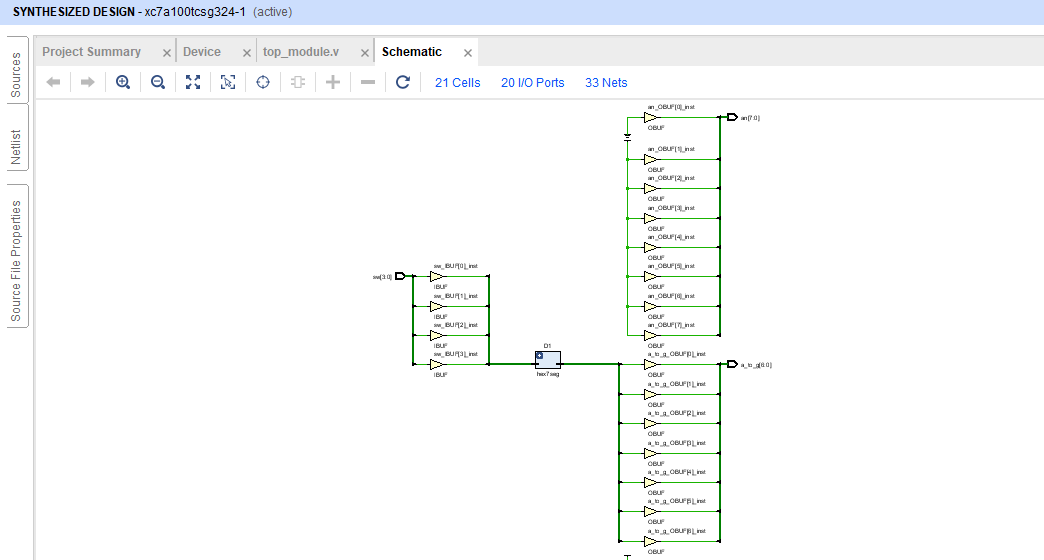 SYNTHESIZED DESIGN - xc7a100tcsg324-1 (active)
Sources
Netlist
Source File Properties
Project Summary
Device
top_module.v
Schematic
21 Cells
20 I/O Ports
33 Nets
an_OBUF[0]_inst
OBUF
an[7:0]
an_OBUF[1]_inst
OBUF
an_OBUF[2]_inst
OBUF
an_OBUF[3]_inst
OBUF
an_OBUF[4]_inst
OBUF
an_OBUF[5]_inst
OBUF
an_OBUF[6]_inst
OBUF
an_OBUF[7]_inst
OBUF
sw[3:0]
sw_IBUF[0]_inst
IBUF
sw_IBUF[1]_inst
IBUF
sw_IBUF[2]_inst
IBUF
sw_IBUF[3]_inst
IBUF
D1
hex7seg
a_to_g_OBUF[0]_inst
OBUF
a_to_g[6:0]
a_to_g_OBUF[1]_inst
OBUF
a_to_g_OBUF[2]_inst
OBUF
a_to_g_OBUF[3]_inst
OBUF
a_to_g_OBUF[4]_inst
OBUF
a_to_g_OBUF[5]_inst
OBUF
a_to_g_OBUF[6]_inst
OBUF